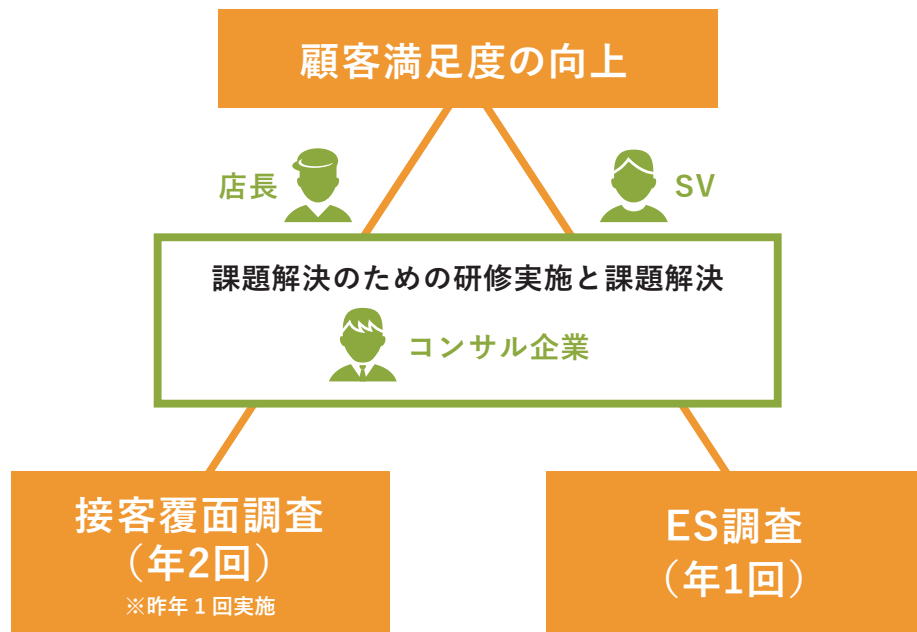 顧客満足度の向上
店長
SV
課題解決のための研修実施と課題解決
コンサル企業
接客覆面調査
（年2回）
※昨年１回実施
ES調査
（年1回）